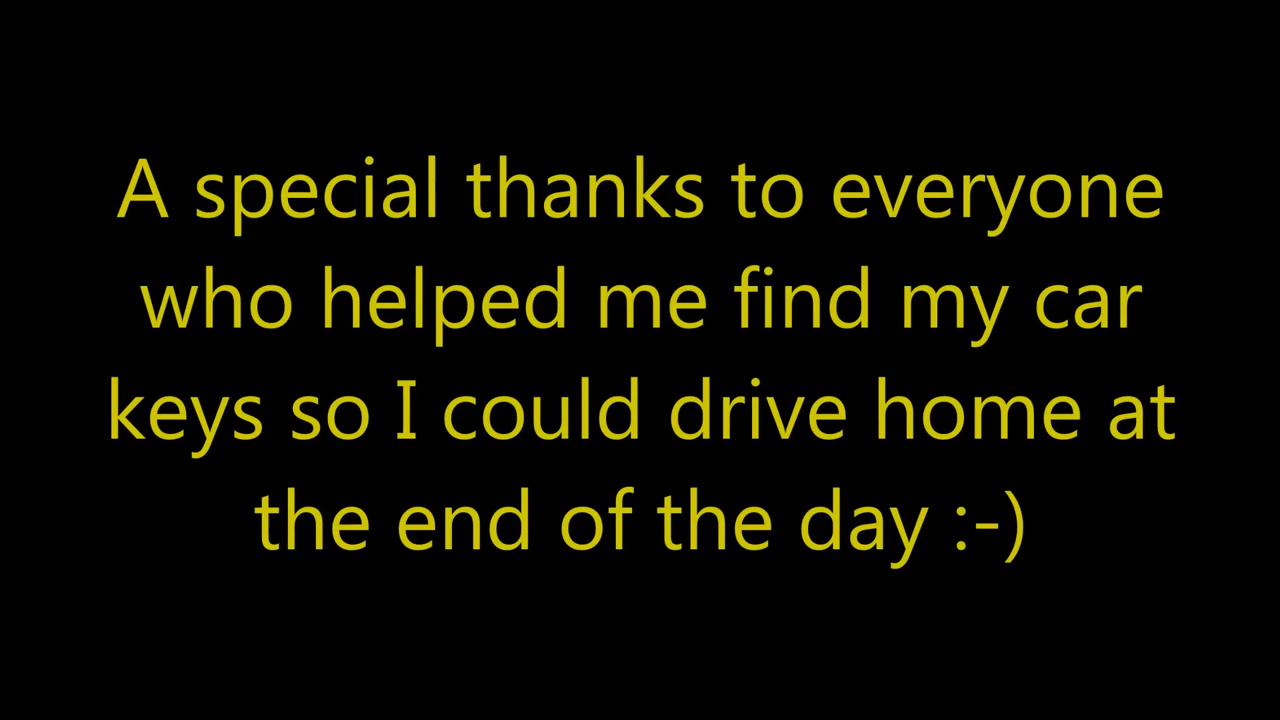 A special thanks to everyone
who helped me find my car
keys so I could drive home at
the end of the day :-)